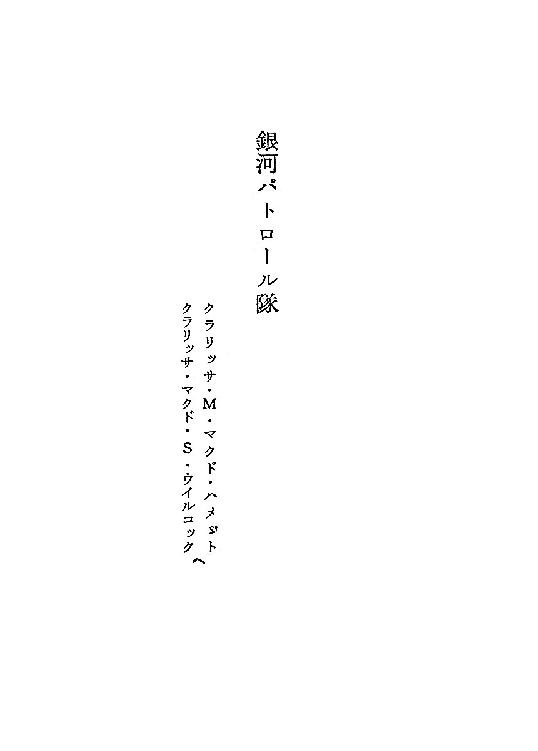 銀河パトロール隊
クラリッサ・M・マクド・ハメット
クラリッサ・マクド・S・ウイルコックへ